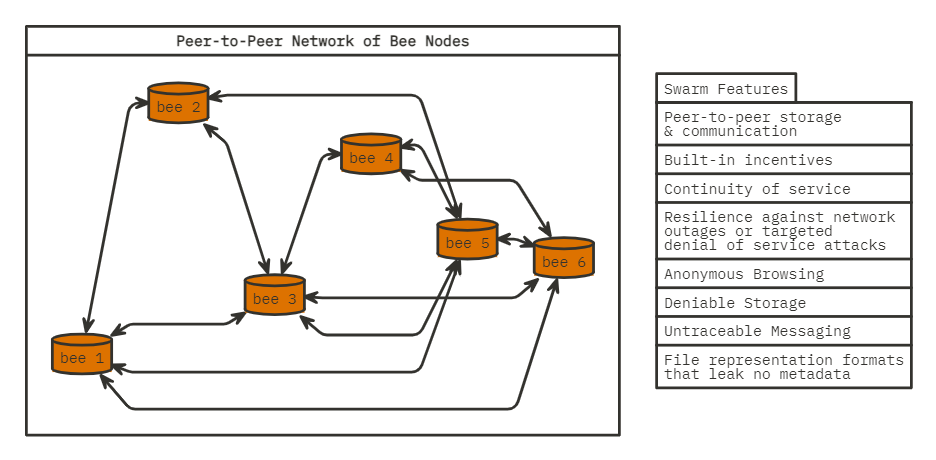 Peer-to-Peer Network of Bee Nodes
bee 2
bee 4
bee 5
bee 6
bee 3
bee 1
Swarm Features
Peer-to-peer storage
& communication
Built-in incentives
Continuity of service
Resilience against network
outages or targeted
denial of service attacks
Anonymous Browsing
Deniable Storage
Untraceable Messaging
File representation formats
that leak no metadata